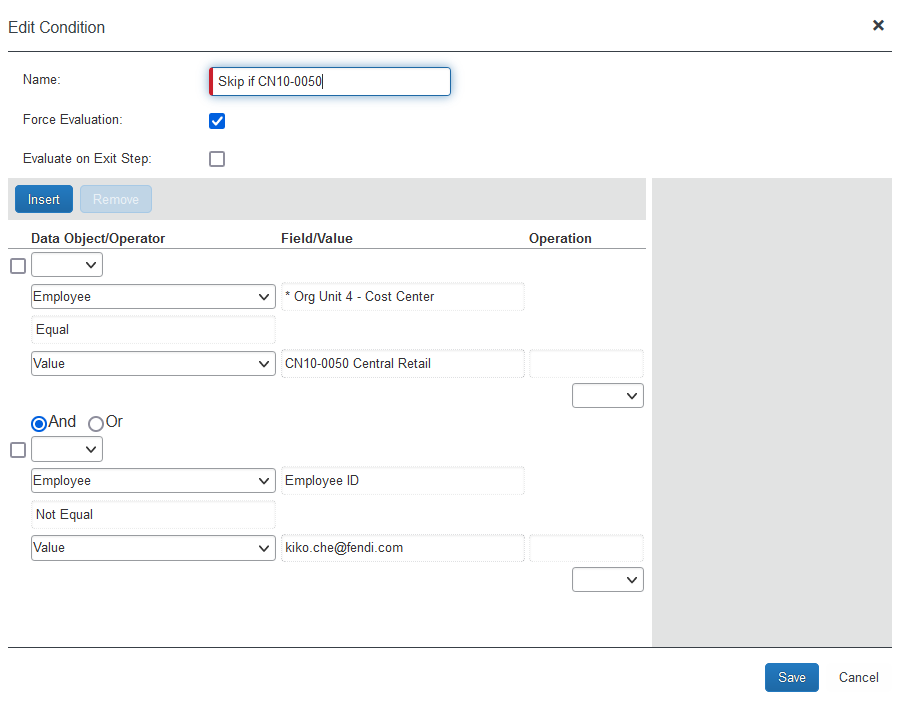 Edit Condition
Name:
Skip if CN10-0050
Force Evaluation:
Evaluate on Exit Step:
Insert Remove
Data Object/Operator Field/Value Operation
Employee * Org Unit 4 - Cost Center
Equal
Value CN10-0050 Central Retail
And Or
Employee Employee ID
Not Equal
Value kiko.che@fendi.com
Save Cancel